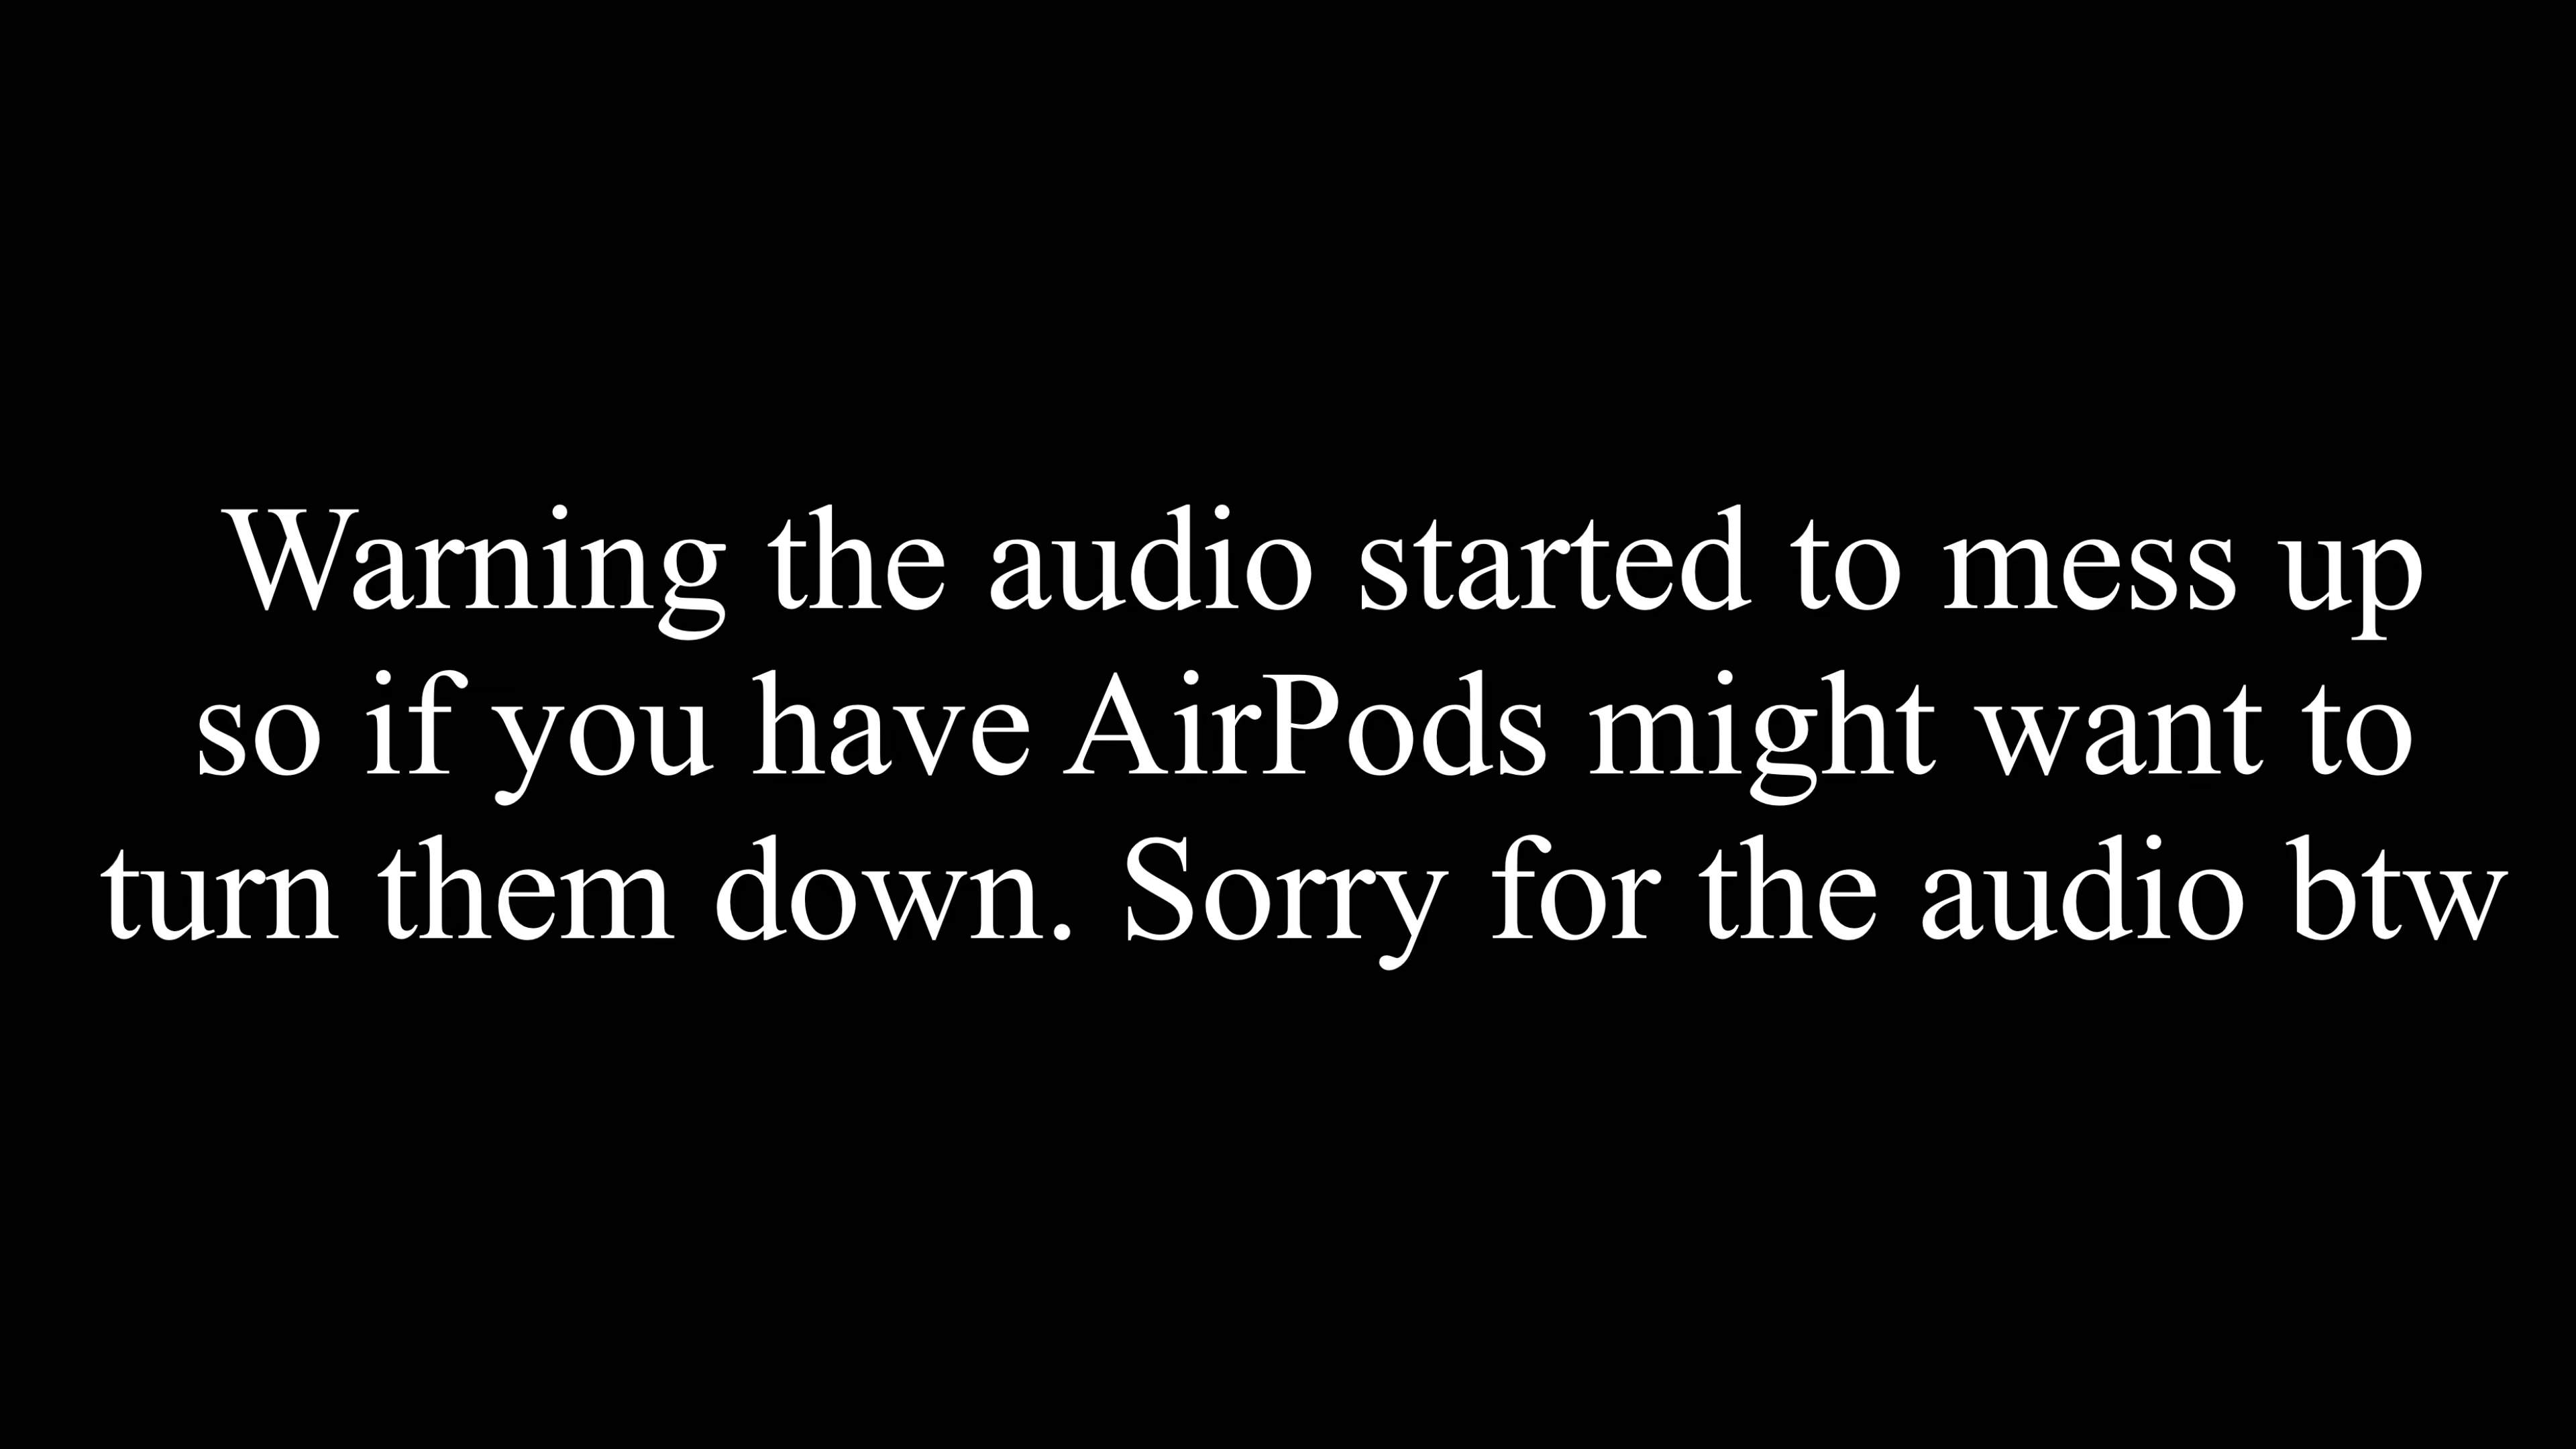 Warning the audio started to mess up
so if you have AirPods might want to
turn them down. Sorry for the audio btw